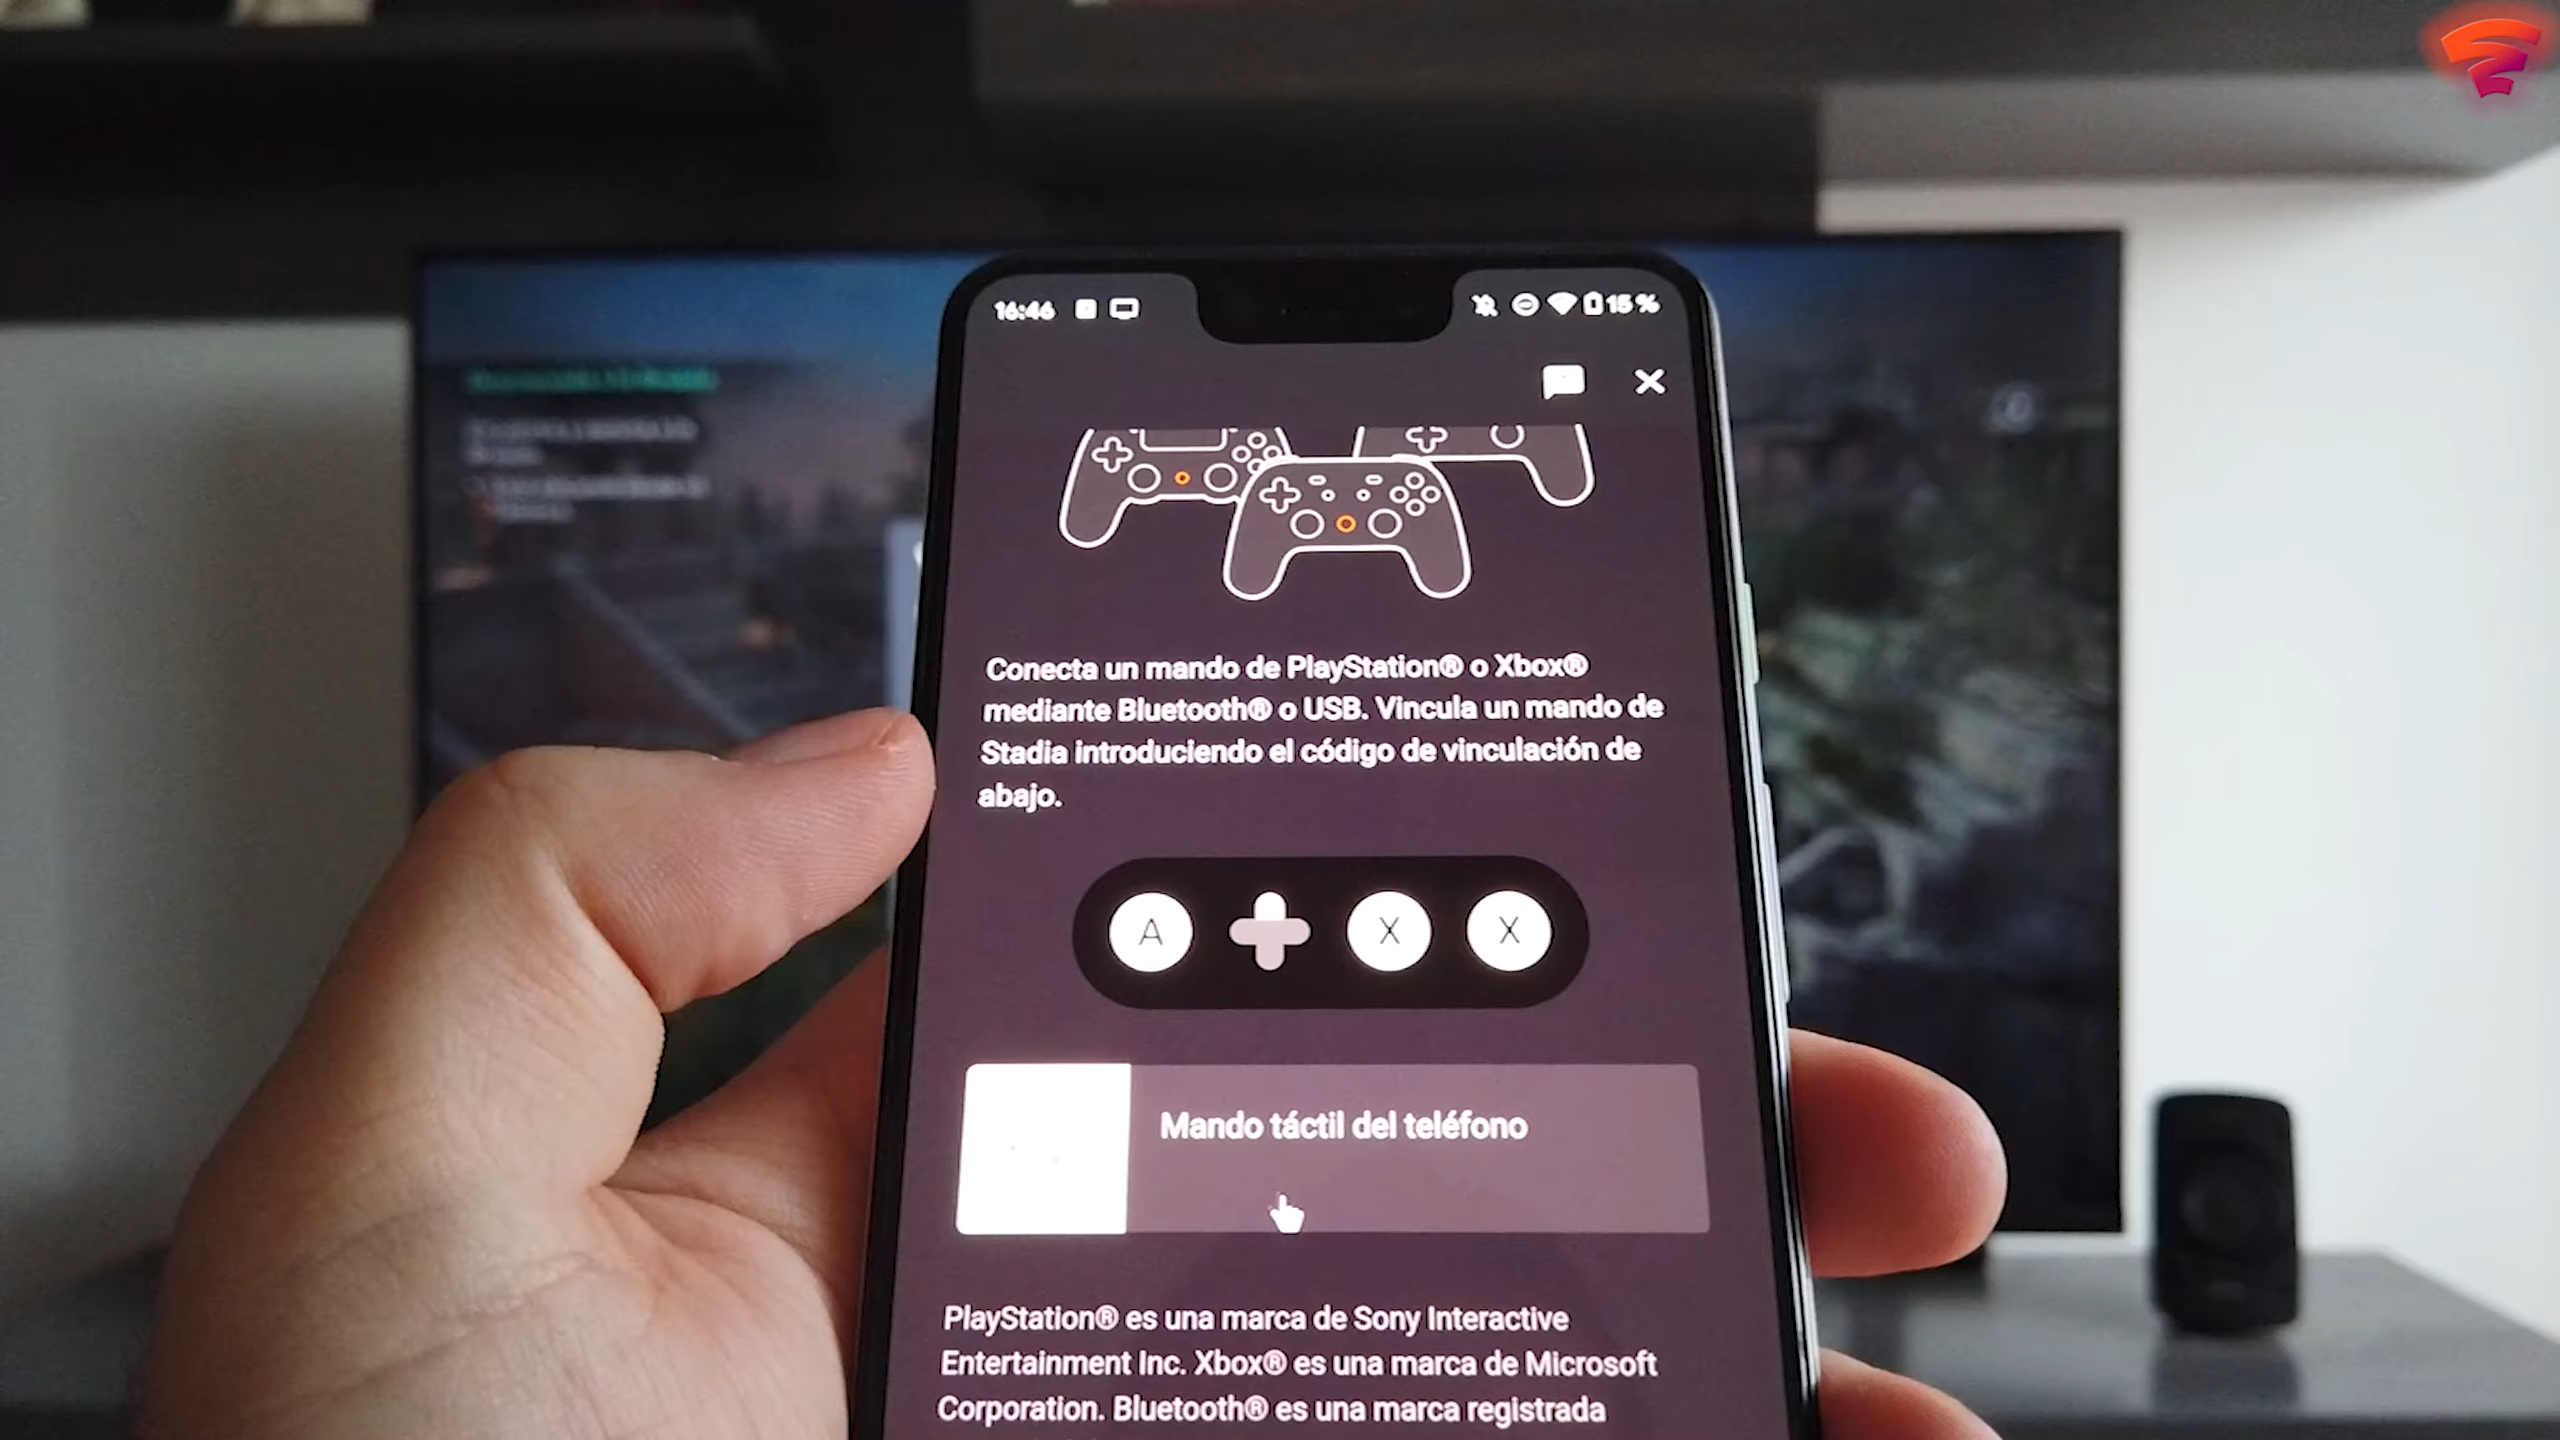 16:46
15 %
Conecta un mando de PlayStation® o Xbox®
mediante Bluetooth® o USB. Vincula un mando de
Stadia introduciendo el código de vinculación de
abajo.
A X X
Mando táctil del teléfono
PlayStation® es una marca de Sony Interactive
Entertainment Inc. Xbox® es una marca de Microsoft
Corporation. Bluetooth® es una marca registrada